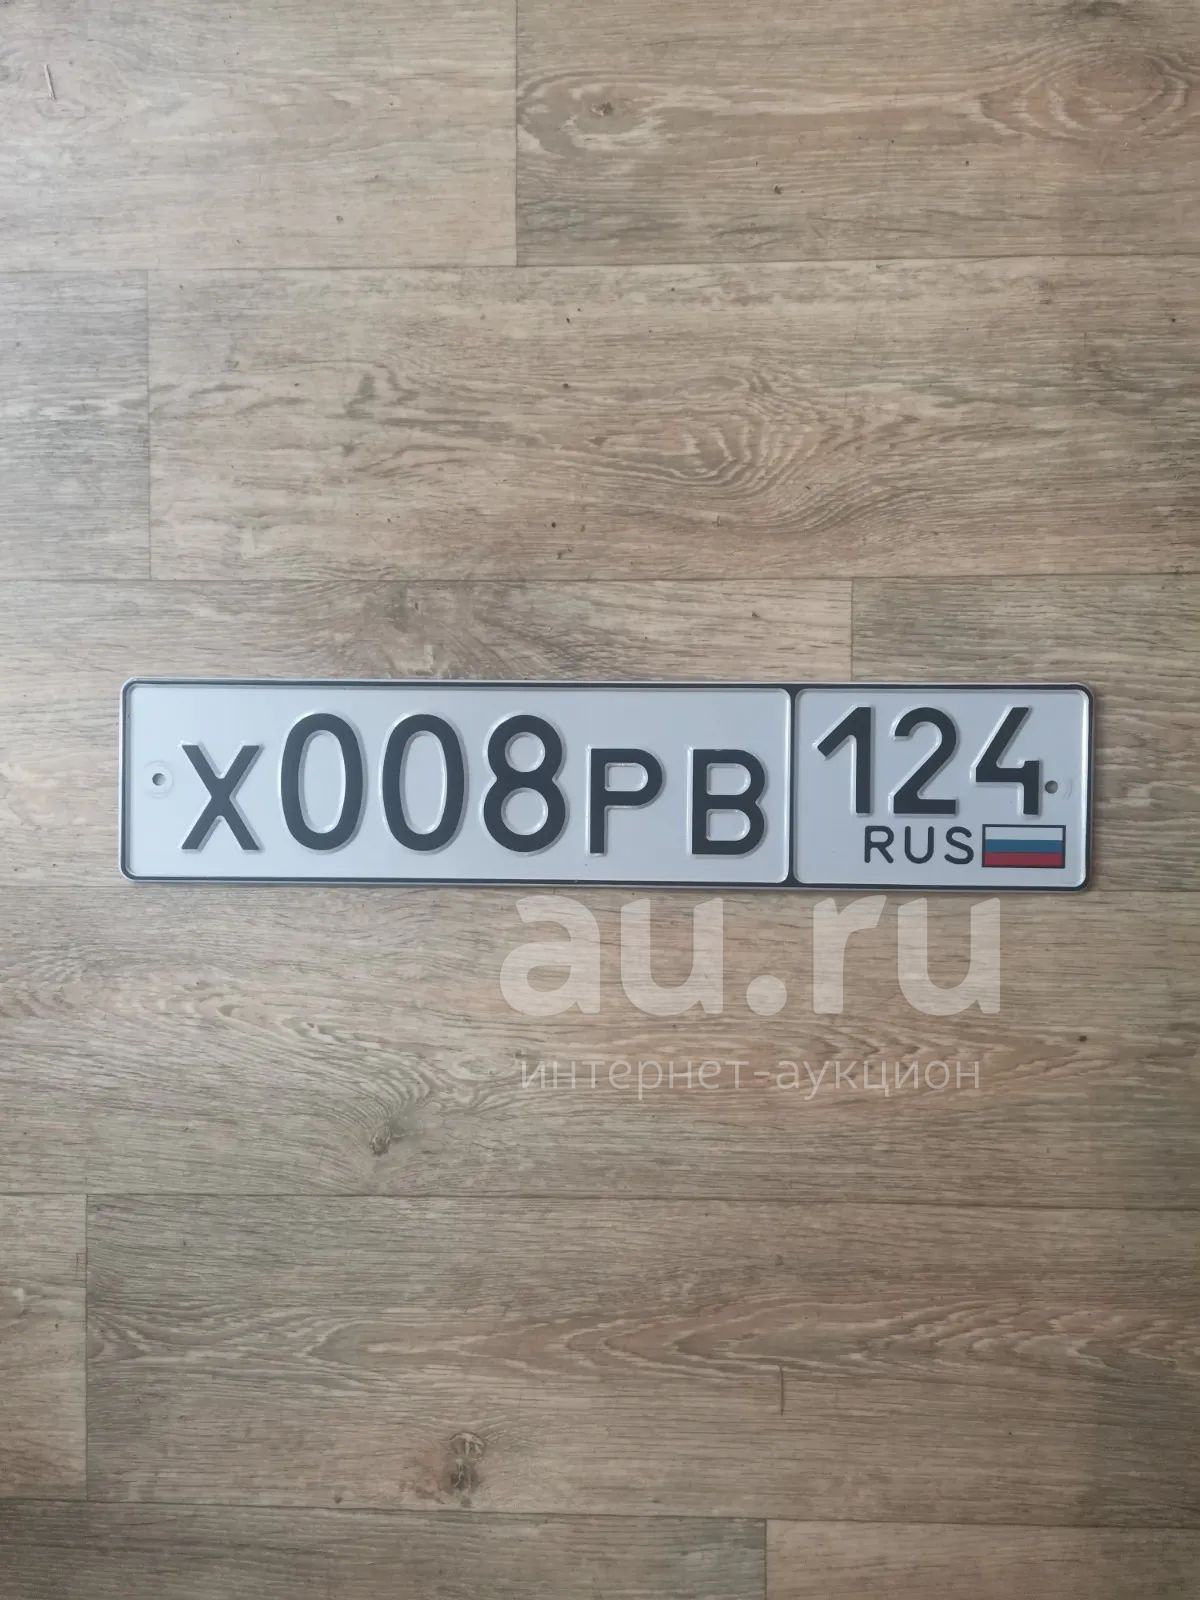 Х008РВ 124
RUS
au.ru
интернет-аукцион